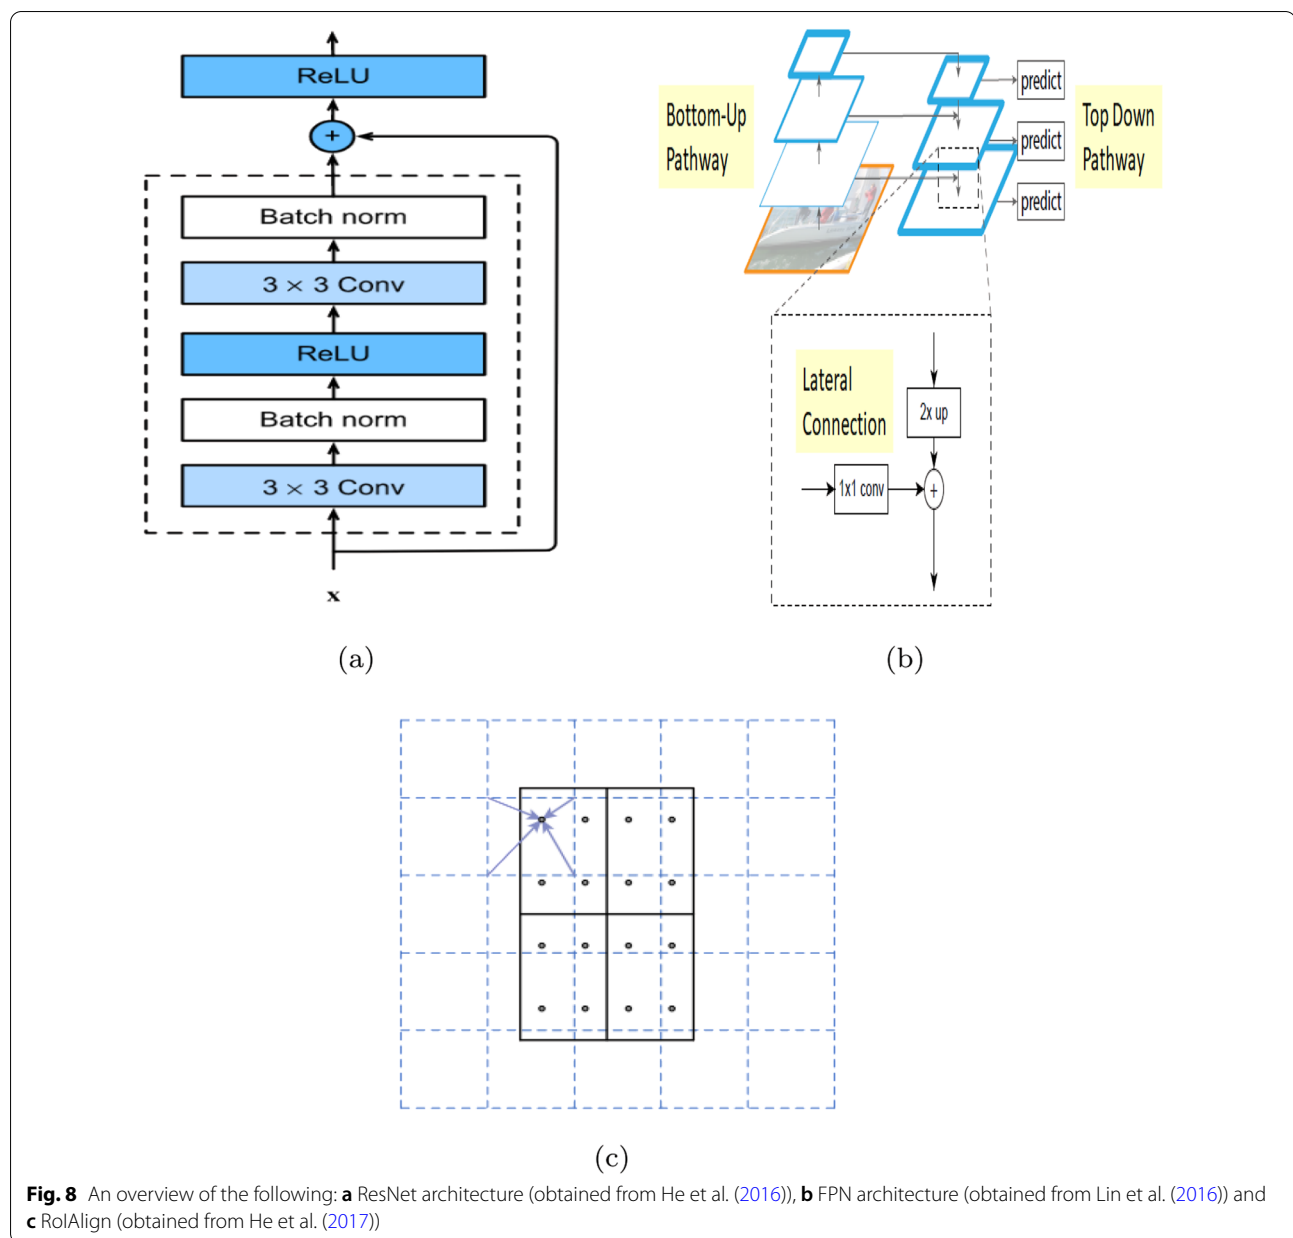 ReLU
+
Batch norm
3 × 3 Conv
ReLU
Batch norm
3 × 3 Conv
x
(a)
Bottom-Up
Pathway
predict
predict
predict
Top Down
Pathway
Lateral
Connection
2x up
1x1 conv
+
(b)
(c)
Fig. 8 An overview of the following: a ResNet architecture (obtained from He et al. (2016)), b FPN architecture (obtained from Lin et al. (2016)) and
c RoIAlign (obtained from He et al. (2017))